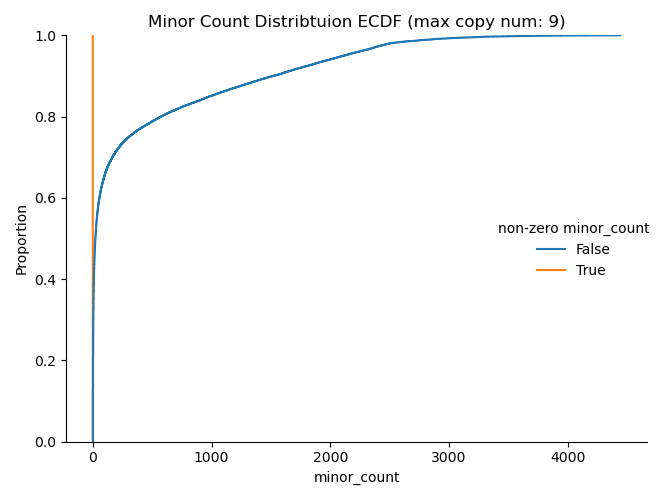 Minor Count Distribtuion ECDF (max copy num: 9)
1.0
0.8
0.6
0.4
0.2
0.0
Proportion
non-zero minor_count
False
True
0 1000 2000 3000 4000
minor_count